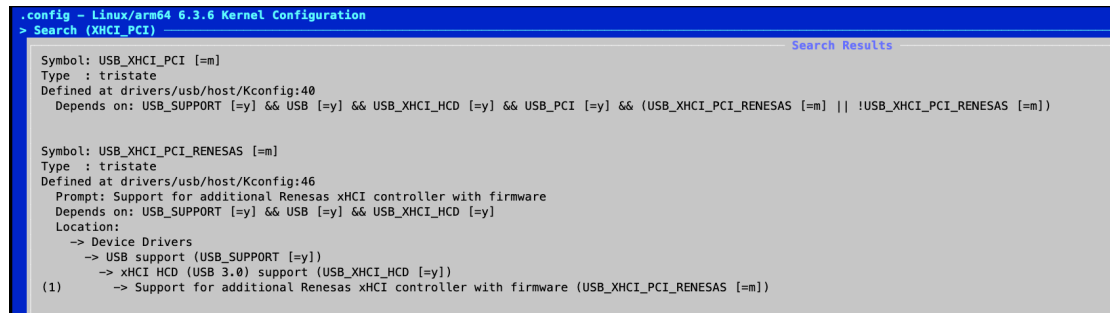 .config - Linux/arm64 6.3.6 Kernel Configuration
> Search (XHCI_PCI)
Search Results
Symbol: USB_XHCI_PCI [=m]
Type  : tristate
Defined at drivers/usb/host/Kconfig:40
Depends on: USB_SUPPORT [=y] && USB [=y] && USB_XHCI_HCD [=y] && USB_PCI [=y] && (USB_XHCI_PCI_RENESAS [=m] || !USB_XHCI_PCI_RENESAS [=m])
Symbol: USB_XHCI_PCI_RENESAS [=m]
Type  : tristate
Defined at drivers/usb/host/Kconfig:46
Prompt: Support for additional Renesas xHCI controller with firmware
Depends on: USB_SUPPORT [=y] && USB [=y] && USB_XHCI_HCD [=y]
Location:
-> Device Drivers
-> USB support (USB_SUPPORT [=y])
-> xHCI HCD (USB 3.0) support (USB_XHCI_HCD [=y])
(1) -> Support for additional Renesas xHCI controller with firmware (USB_XHCI_PCI_RENESAS [=m])